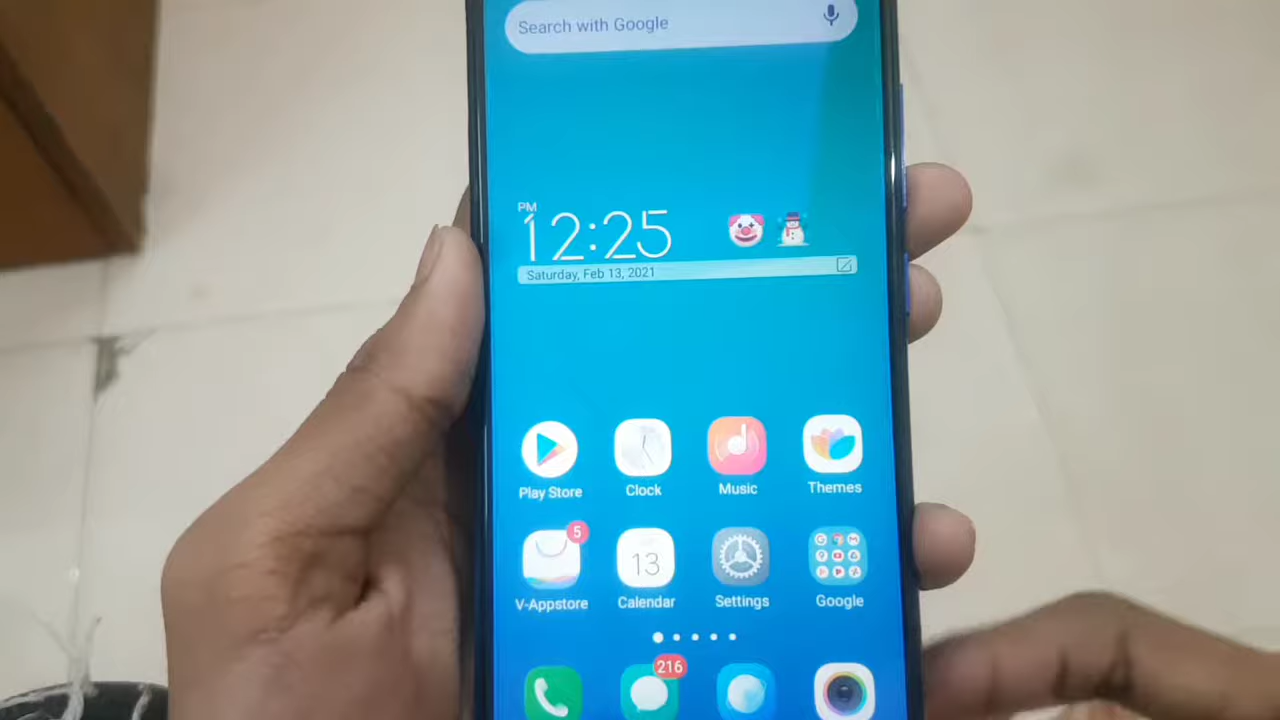 Search with Google
PM
12:25
Saturday, Feb 13, 2021
Play Store
Clock
Music
Themes
5
V-Appstore
13
Calendar
Settings
Google
216